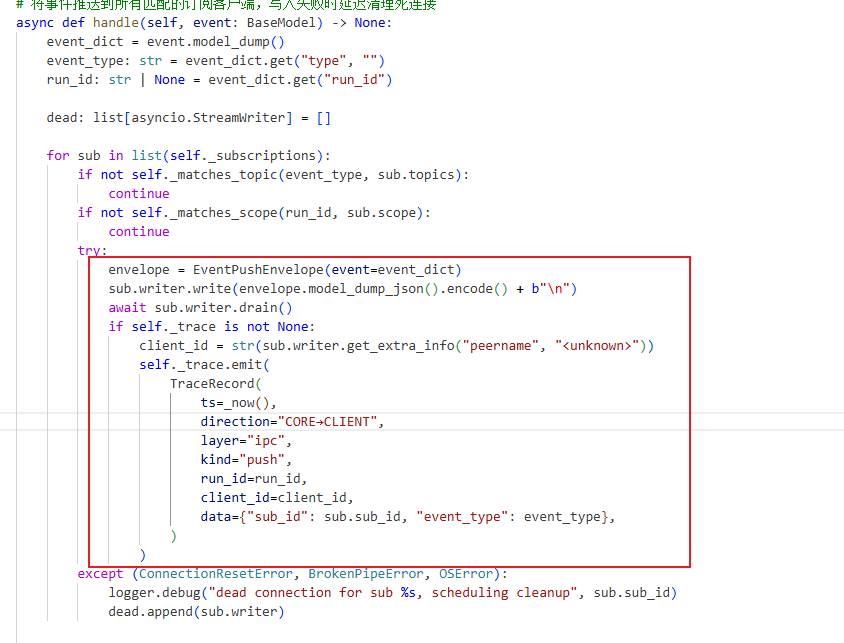 # 将事件推送到所有匹配的订阅客户端，写入失败时延迟清理死连接
async def handle(self, event: BaseModel) -> None:
    event_dict = event.model_dump()
    event_type: str = event_dict.get("type", "")
    run_id: str | None = event_dict.get("run_id")

    dead: list[asyncio.StreamWriter] = []

    for sub in list(self._subscriptions):
        if not self._matches_topic(event_type, sub.topics):
            continue
        if not self._matches_scope(run_id, sub.scope):
            continue
        try:
            envelope = EventPushEnvelope(event=event_dict)
            sub.writer.write(envelope.model_dump_json().encode() + b"\n")
            await sub.writer.drain()
            if self._trace is not None:
                client_id = str(sub.writer.get_extra_info("peername", "<unknown>"))
                self._trace.emit(
                    TraceRecord(
                        ts=_now(),
                        direction="CORE→CLIENT",
                        layer="ipc",
                        kind="push",
                        run_id=run_id,
                        client_id=client_id,
                        data={"sub_id": sub.sub_id, "event_type": event_type},
                    )
                )
        except (ConnectionResetError, BrokenPipeError, OSError):
            logger.debug("dead connection for sub %s, scheduling cleanup", sub.sub_id)
            dead.append(sub.writer)